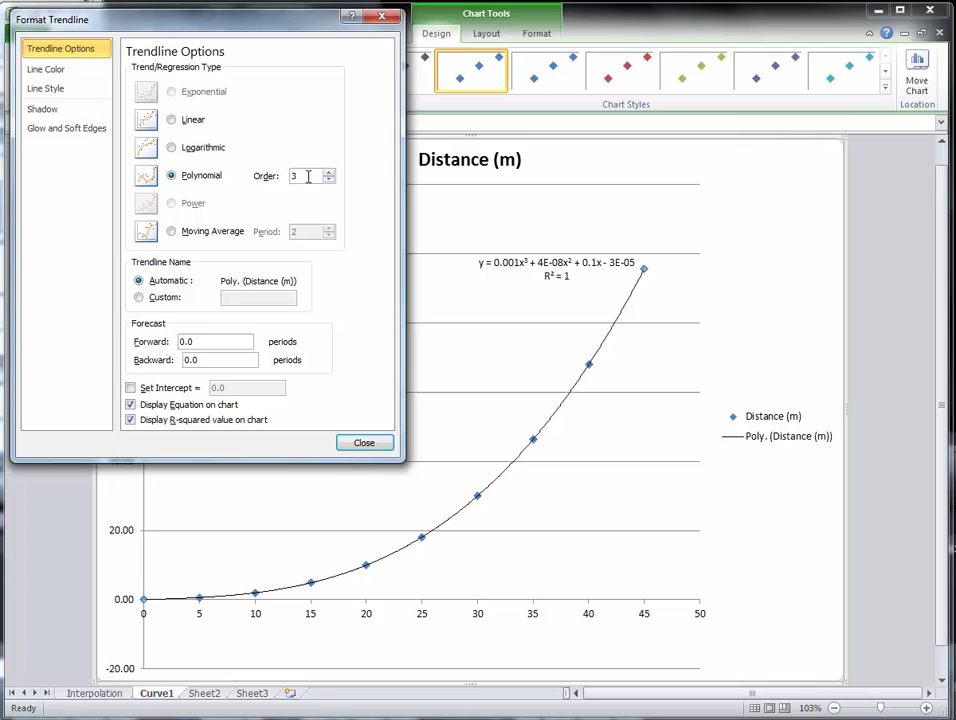 Format Trendline
Chart Tools
Design
Layout
Format
Trendline Options
Line Color
Line Style
Shadow
Glow and Soft Edges
Trendline Options
Trend/Regression Type
Exponential
Linear
Logarithmic
Polynomial Order: 3
Power
Moving Average Period: 2
Trendline Name
Automatic : Poly. (Distance (m))
Custom:
Forecast
Forward: 0.0 periods
Backward: 0.0 periods
Set Intercept = 0.0
Display Equation on chart
Display R-squared value on chart
Close
Chart Styles
Move
Chart
Location
Distance (m)
y = 0.001x³ + 4E-08x² + 0.1x - 3E-05
R² = 1
Distance (m)
Poly. (Distance (m))
20.00
0.00
-20.00
0 5 10 15 20 25 30 35 40 45 50
Interpolation Curve1 Sheet2 Sheet3
Ready
103%